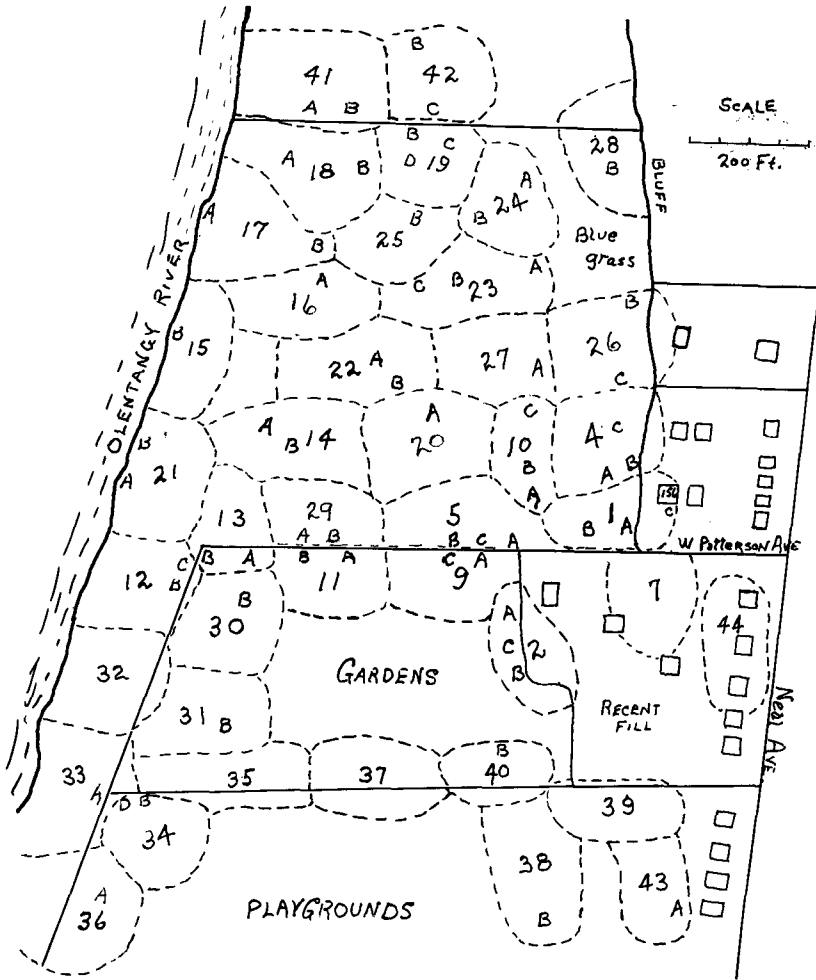 B
41
42
A B
C
SCALE
200 Ft.
B
C
28
A
18
B
D
19
A
24
B
BLUFF
B
A
17
B
25
B
Blue
grass
A
16
A
C
B
23
B
OLENTANGY RIVER
B
15
26
22
A
B
27
A
C
A
B
14
A
20
C
10
B
A
4
C
A
B
B
21
A
13
29
A B
5
B C A
1
B
A
C
W Patterson Ave
12
C
B
B
A
B
A
11
C
A
9
7
B
30
A
C
B
2
44
32
GARDENS
31
B
RECENT
FILL
Neal Ave
33
A
35
37
B
40
B B
39
34
38
43
A
36
PLAYGROUNDS
B
A